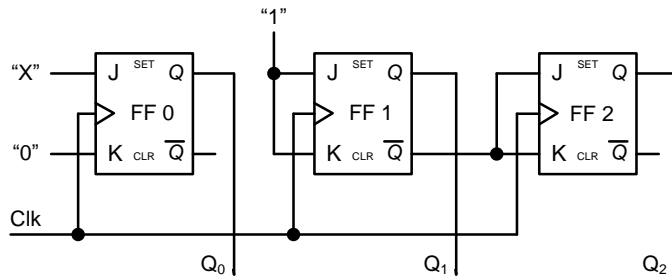 "1"
"X" J SET Q J SET Q J SET Q
FF 0 FF 1 FF 2
"0" K CLR Q K CLR Q K CLR Q
Clk
Q0 Q1 Q2